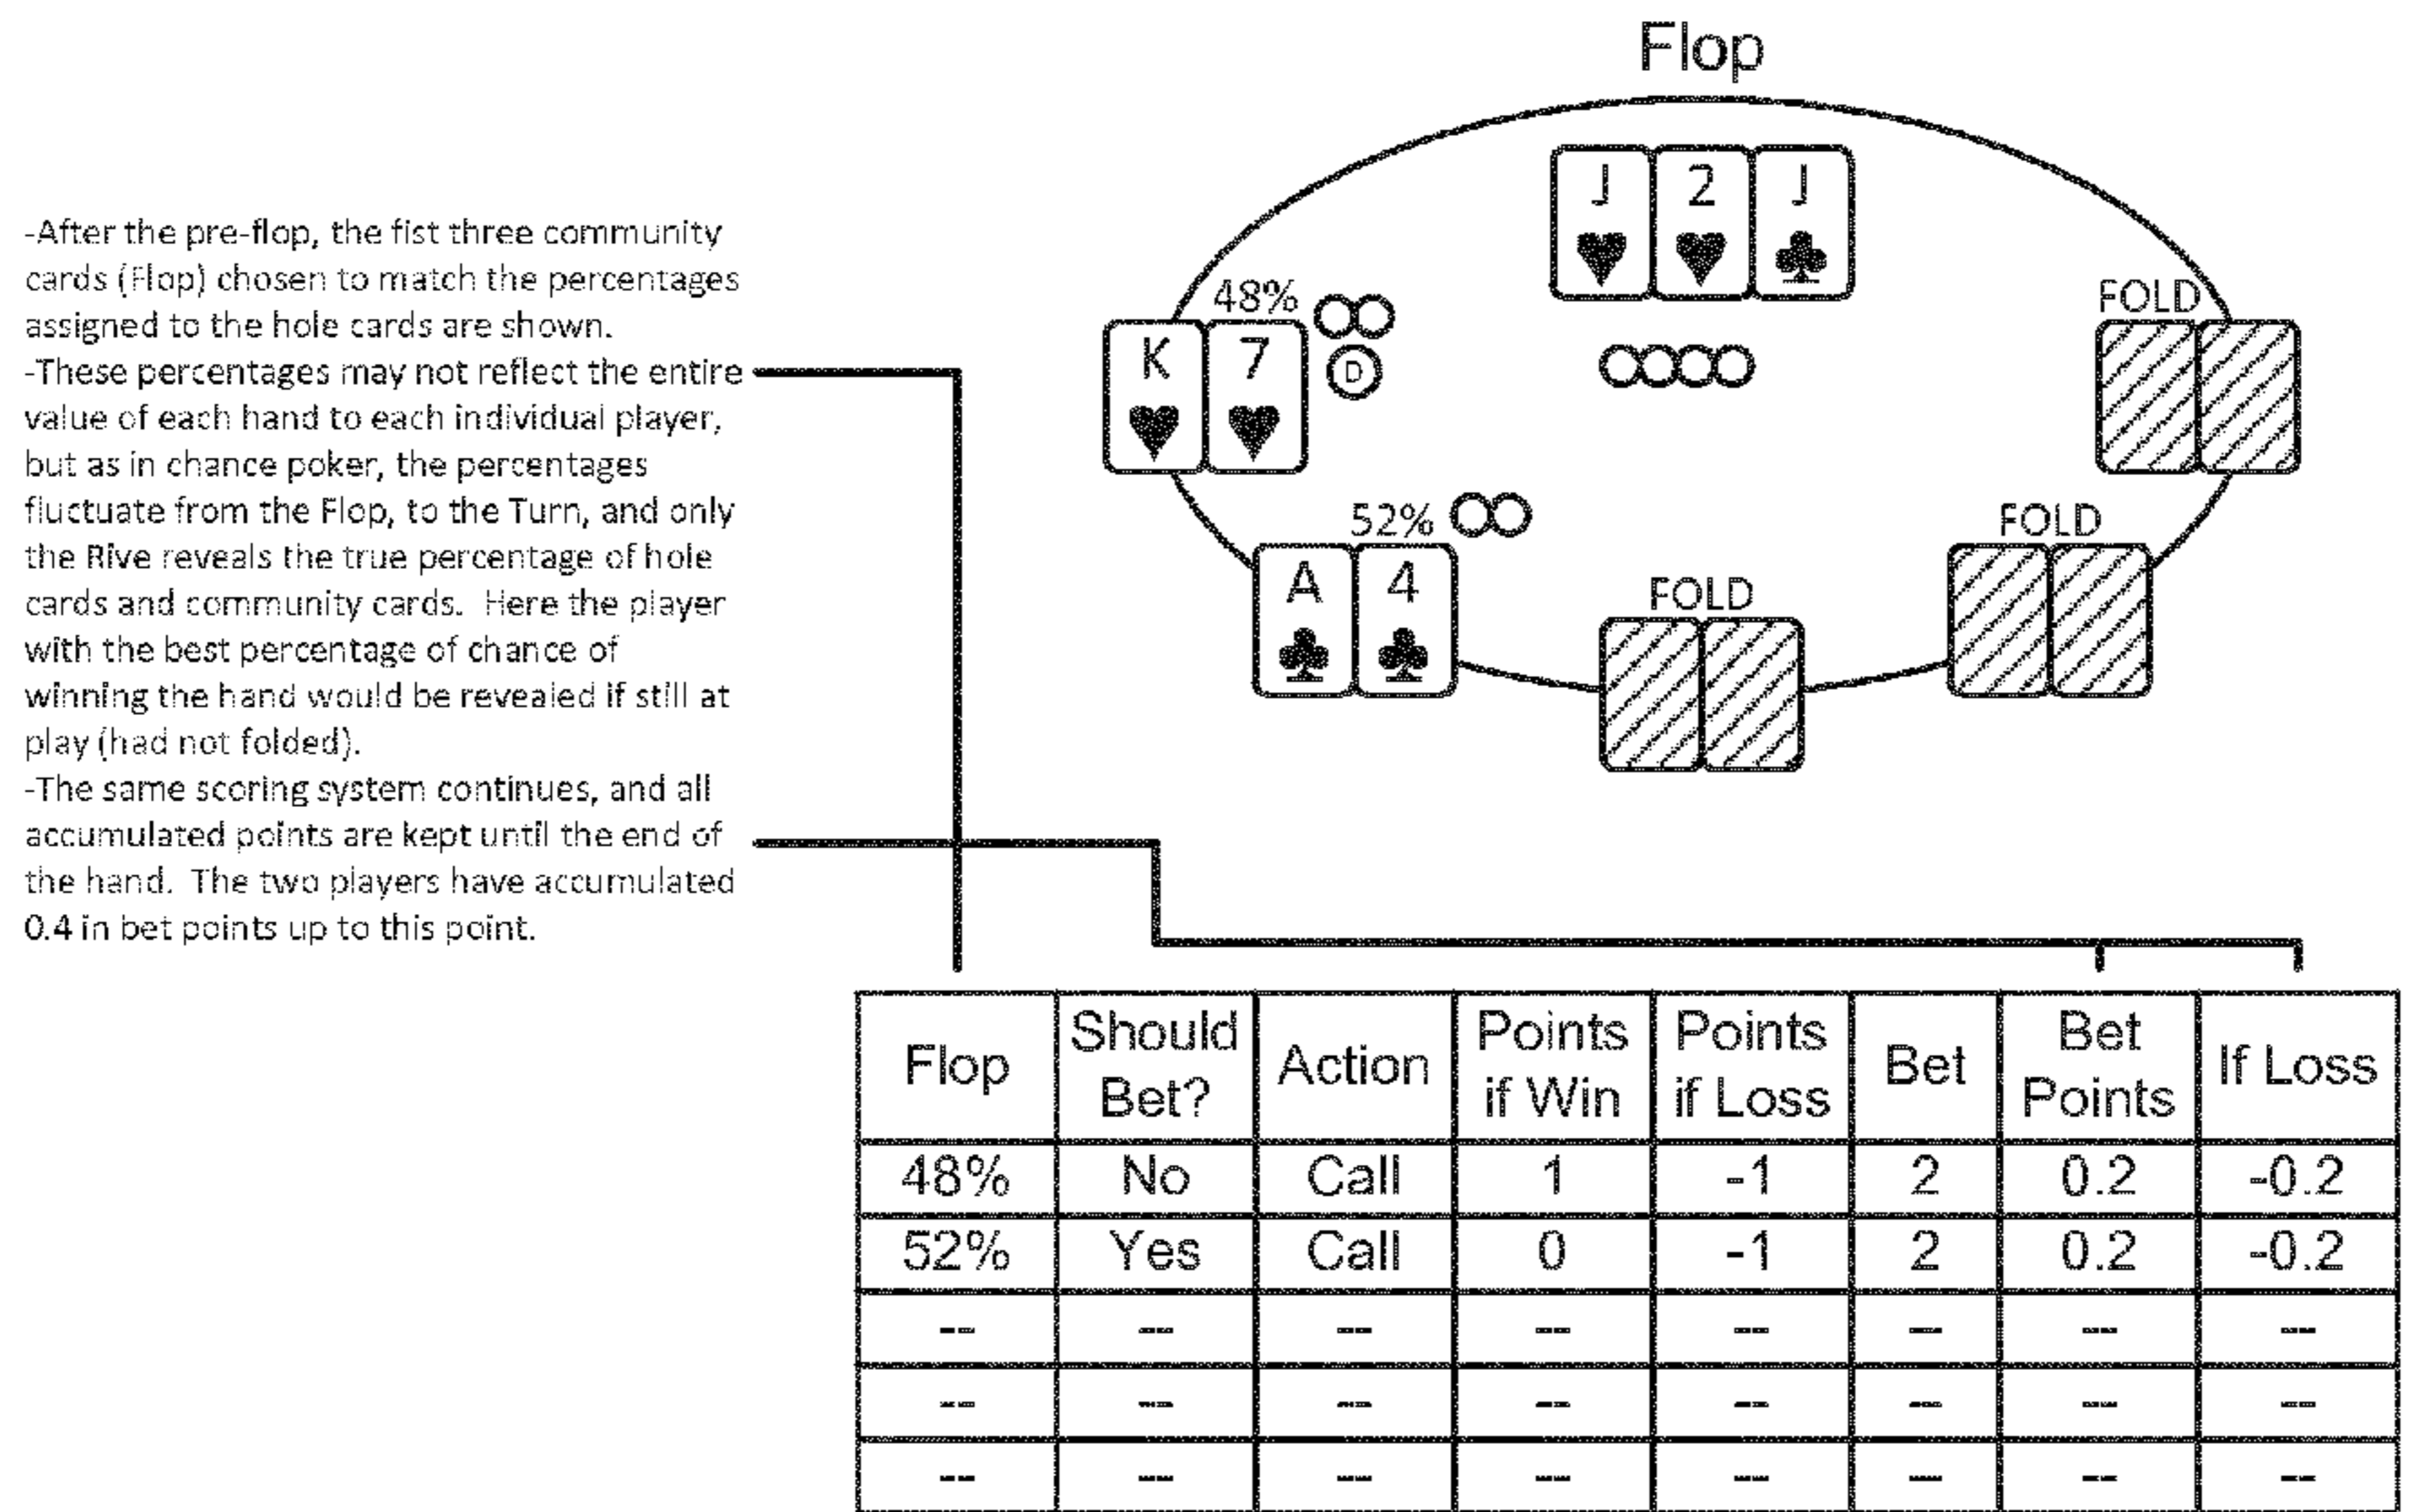 Flop
J 2 J
-After the pre-flop, the fist three community
cards (Flop) chosen to match the percentages
assigned to the hole cards are shown.
-These percentages may not reflect the entire
value of each hand to each individual player,
but as in chance poker, the percentages
fluctuate from the Flop, to the Turn, and only
the Rive reveals the true percentage of hole
cards and community cards.  Here the player
with the best percentage of chance of
winning the hand would be revealed if still at
play (had not folded).
-The same scoring system continues, and all
accumulated points are kept until the end of
the hand.  The two players have accumulated
0.4 in bet points up to this point.
48%
K 7
D
52%
A 4
FOLD
FOLD
FOLD
Flop Should Bet? Action Points if Win Points if Loss Bet Bet Points If Loss
48% No Call 1 -1 2 0.2 -0.2
52% Yes Call 0 -1 2 0.2 -0.2
-- -- -- -- -- -- -- --
-- -- -- -- -- -- -- --
-- -- -- -- -- -- -- --